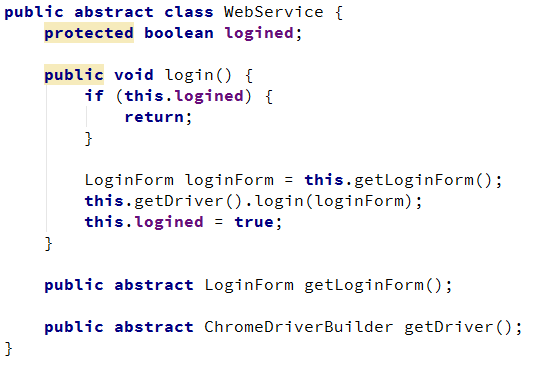 public abstract class WebService {
    protected boolean logined;
    public void login() {
        if (this.logined) {
            return;
        }
        LoginForm loginForm = this.getLoginForm();
        this.getDriver().login(loginForm);
        this.logined = true;
    }
    public abstract LoginForm getLoginForm();
    public abstract ChromeDriverBuilder getDriver();
}